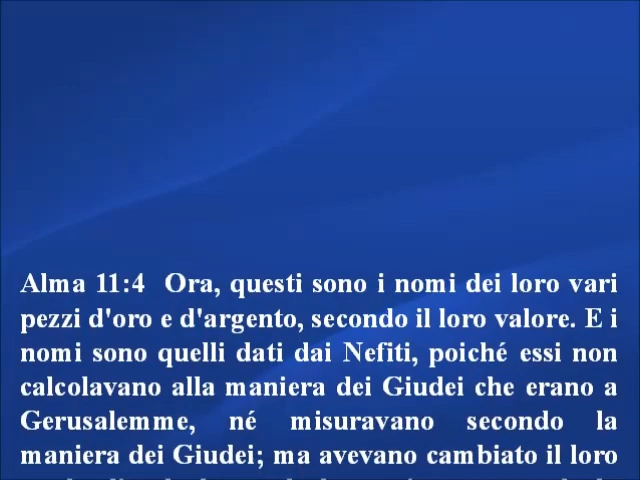 Alma 11:4 Ora, questi sono i nomi dei loro vari
pezzi d'oro e d'argento, secondo il loro valore. E i
nomi sono quelli dati dai Nefiti, poiché essi non
calcolavano alla maniera dei Giudei che erano a
Gerusalemme, né misuravano secondo la
maniera dei Giudei; ma avevano cambiato il loro